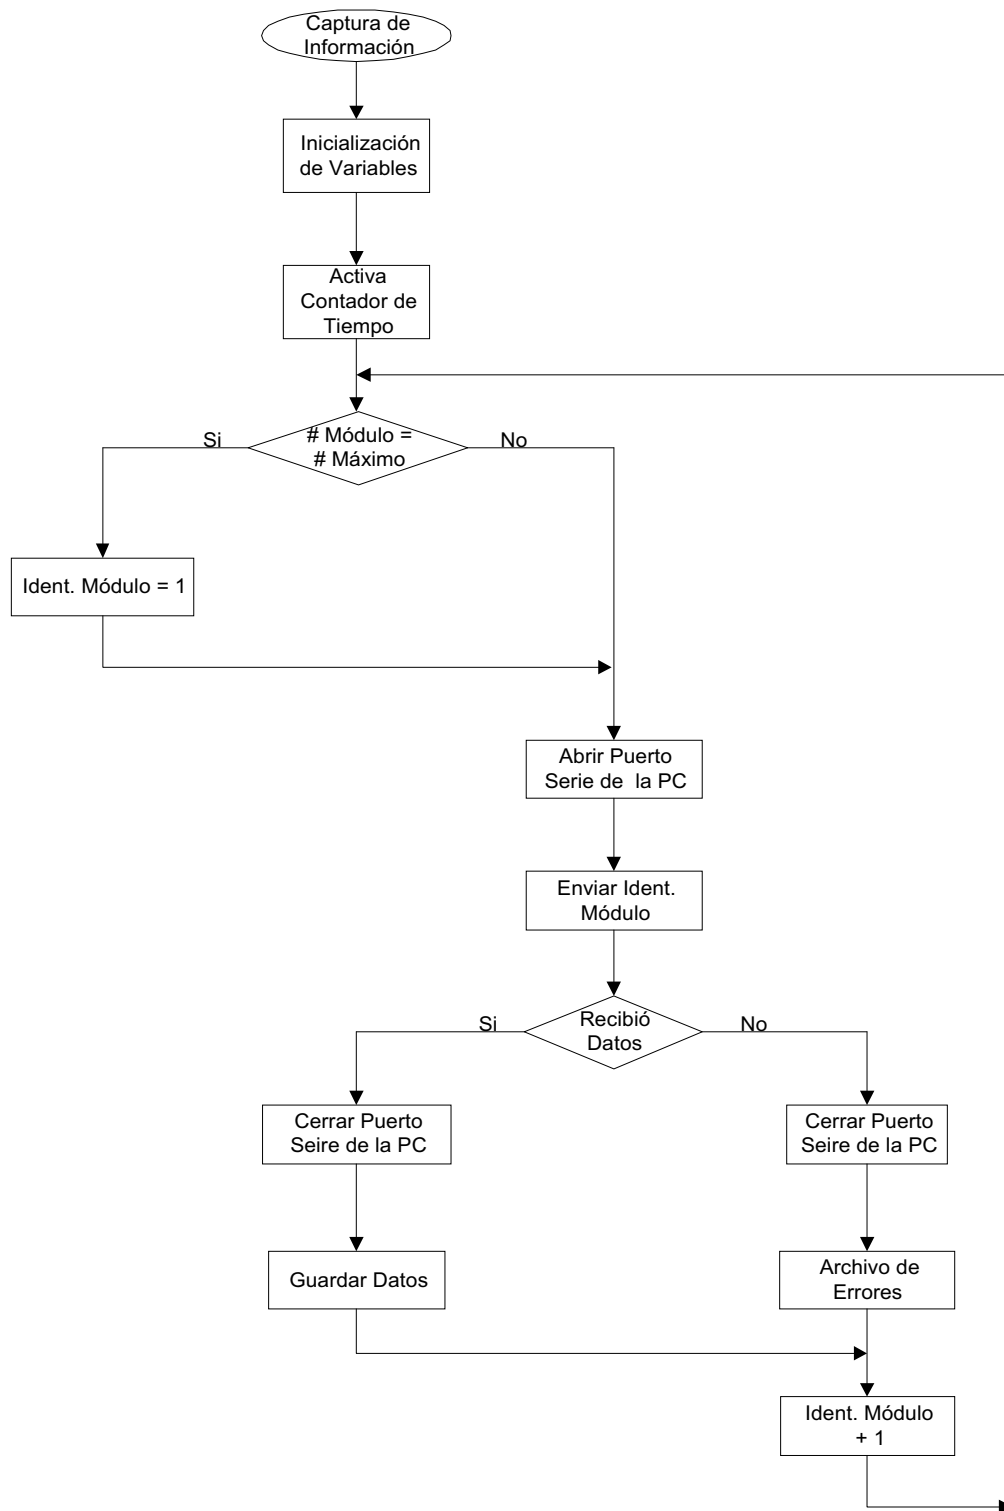 Captura de
Información
Inicialización
de Variables
Activa
Contador de
Tiempo
Si
# Módulo =
# Máximo
No
Ident. Módulo = 1
Abrir Puerto
Serie de la PC
Enviar Ident.
Módulo
Si
Recibió
Datos
No
Cerrar Puerto
Seire de la PC
Cerrar Puerto
Seire de la PC
Guardar Datos
Archivo de
Errores
Ident. Módulo
+ 1